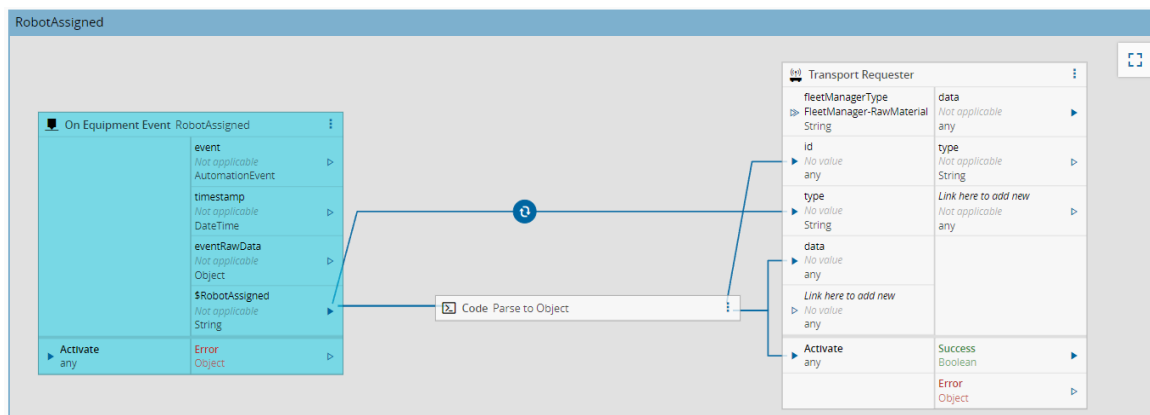 RobotAssigned
On Equipment Event RobotAssigned
event
Not applicable
AutomationEvent
timestamp
Not applicable
DateTime
eventRawData
Not applicable
Object
$RobotAssigned
Not applicable
String
Activate
any
Error
Object
Code Parse to Object
Transport Requester
fleetManagerType
FleetManager-RawMaterial
String
id
No value
any
type
No value
String
data
No value
any
Link here to add new
No value
any
Activate
any
data
Not applicable
any
type
Not applicable
String
Link here to add new
Not applicable
any
Success
Boolean
Error
Object